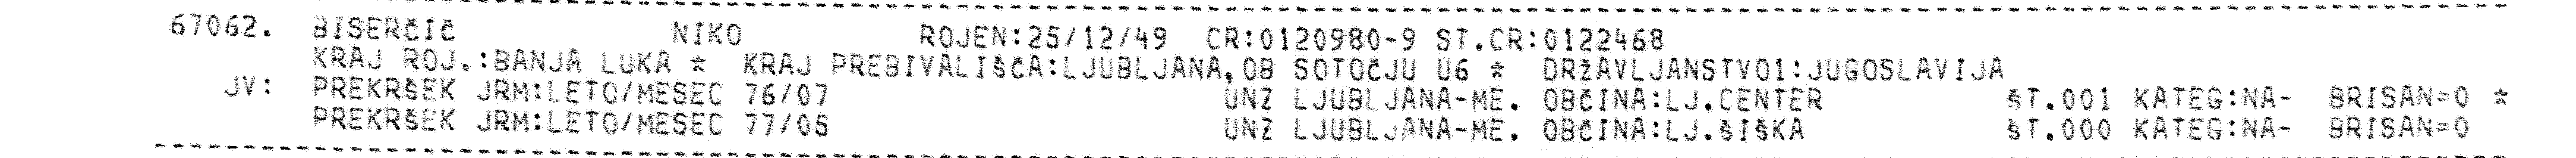 67062. BISERČIČ NIKO ROJEN:25/12/49 CR:0120980-9 ST.CR:0122468
KRAJ ROJ.:BANJA LUKA * KRAJ PREBIVALIŠČA:LJUBLJANA,OB SOTOČJU U6 * DRŽAVLJANSTVO1:JUGOSLAVIJA
JV: PREKRŠEK JRM:LETO/MESEC 76/07 UNZ LJUBLJANA-ME. OBČINA:LJ.CENTER ŠT.001 KATEG:NA- BRISAN=0 *
PREKRŠEK JRM:LETO/MESEC 77/05 UNZ LJUBLJANA-ME. OBČINA:LJ.ŠIŠKA ŠT.000 KATEG:NA- BRISAN=0